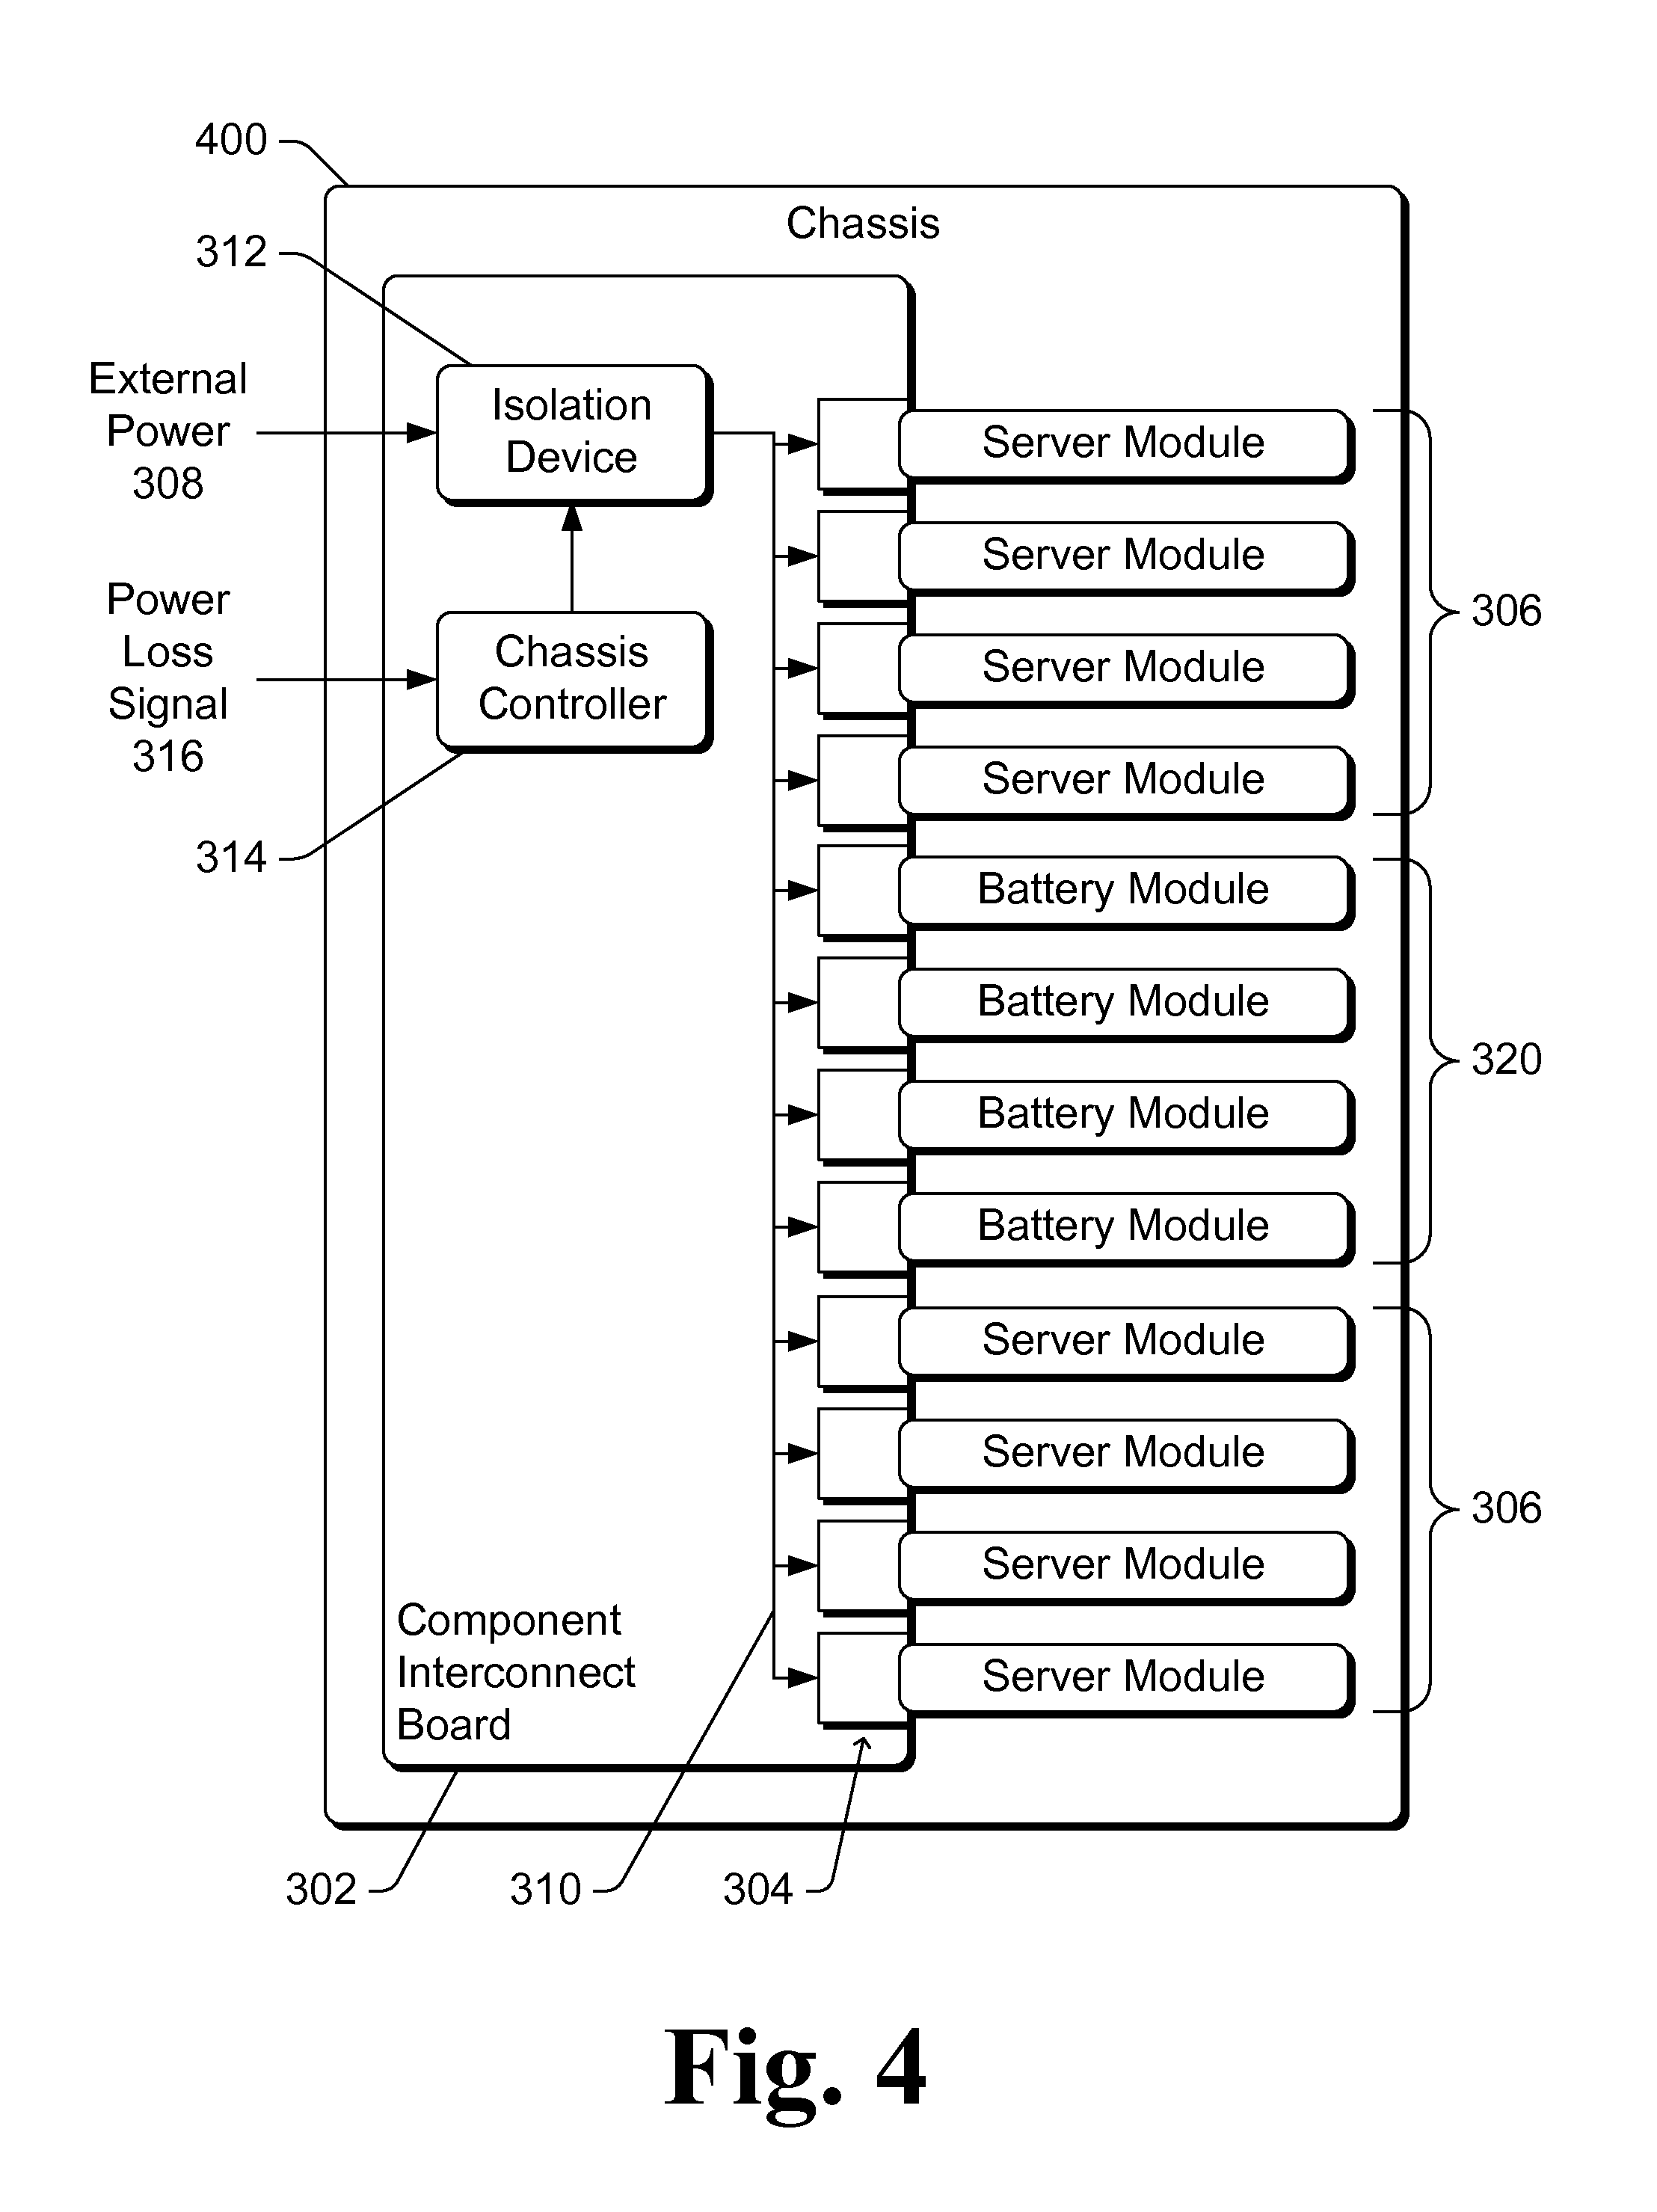 400
Chassis
312
External
Power
308
Isolation
Device
Power
Loss
Signal
316
Chassis
Controller
314
Server Module
Server Module
Server Module
Server Module
306
Battery Module
Battery Module
Battery Module
Battery Module
320
Server Module
Server Module
Server Module
Server Module
306
Component
Interconnect
Board
302
310
304
Fig. 4